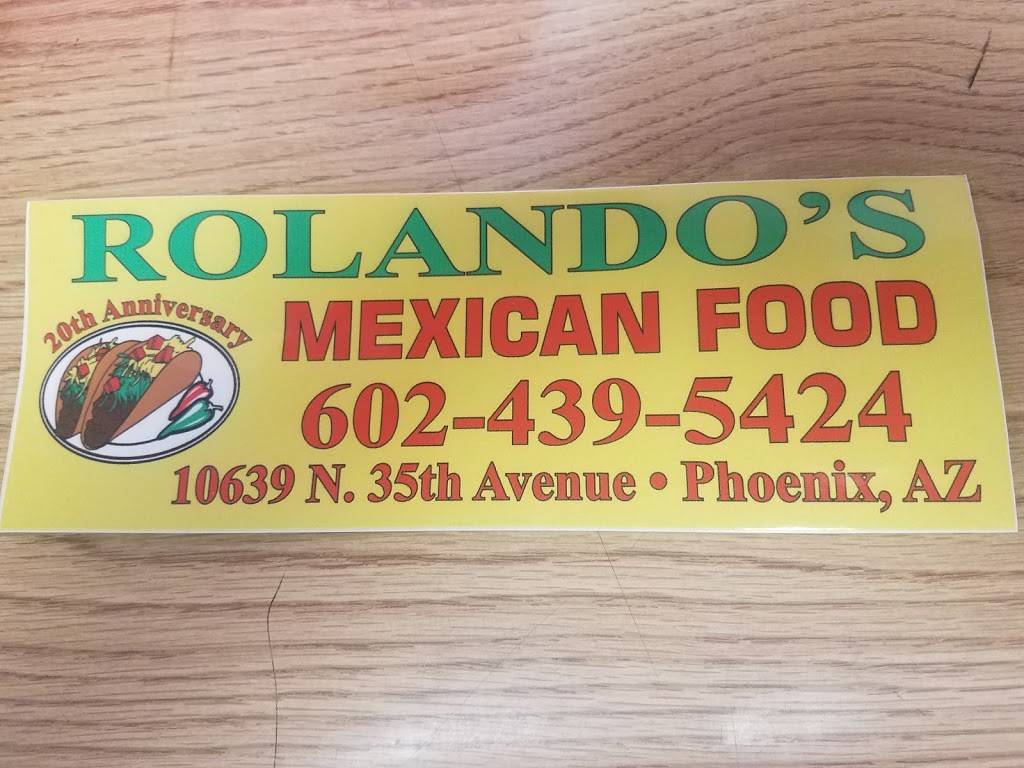 ROLANDO'S
20th Anniversary
MEXICAN FOOD
602-439-5424
10639 N. 35th Avenue • Phoenix, AZ